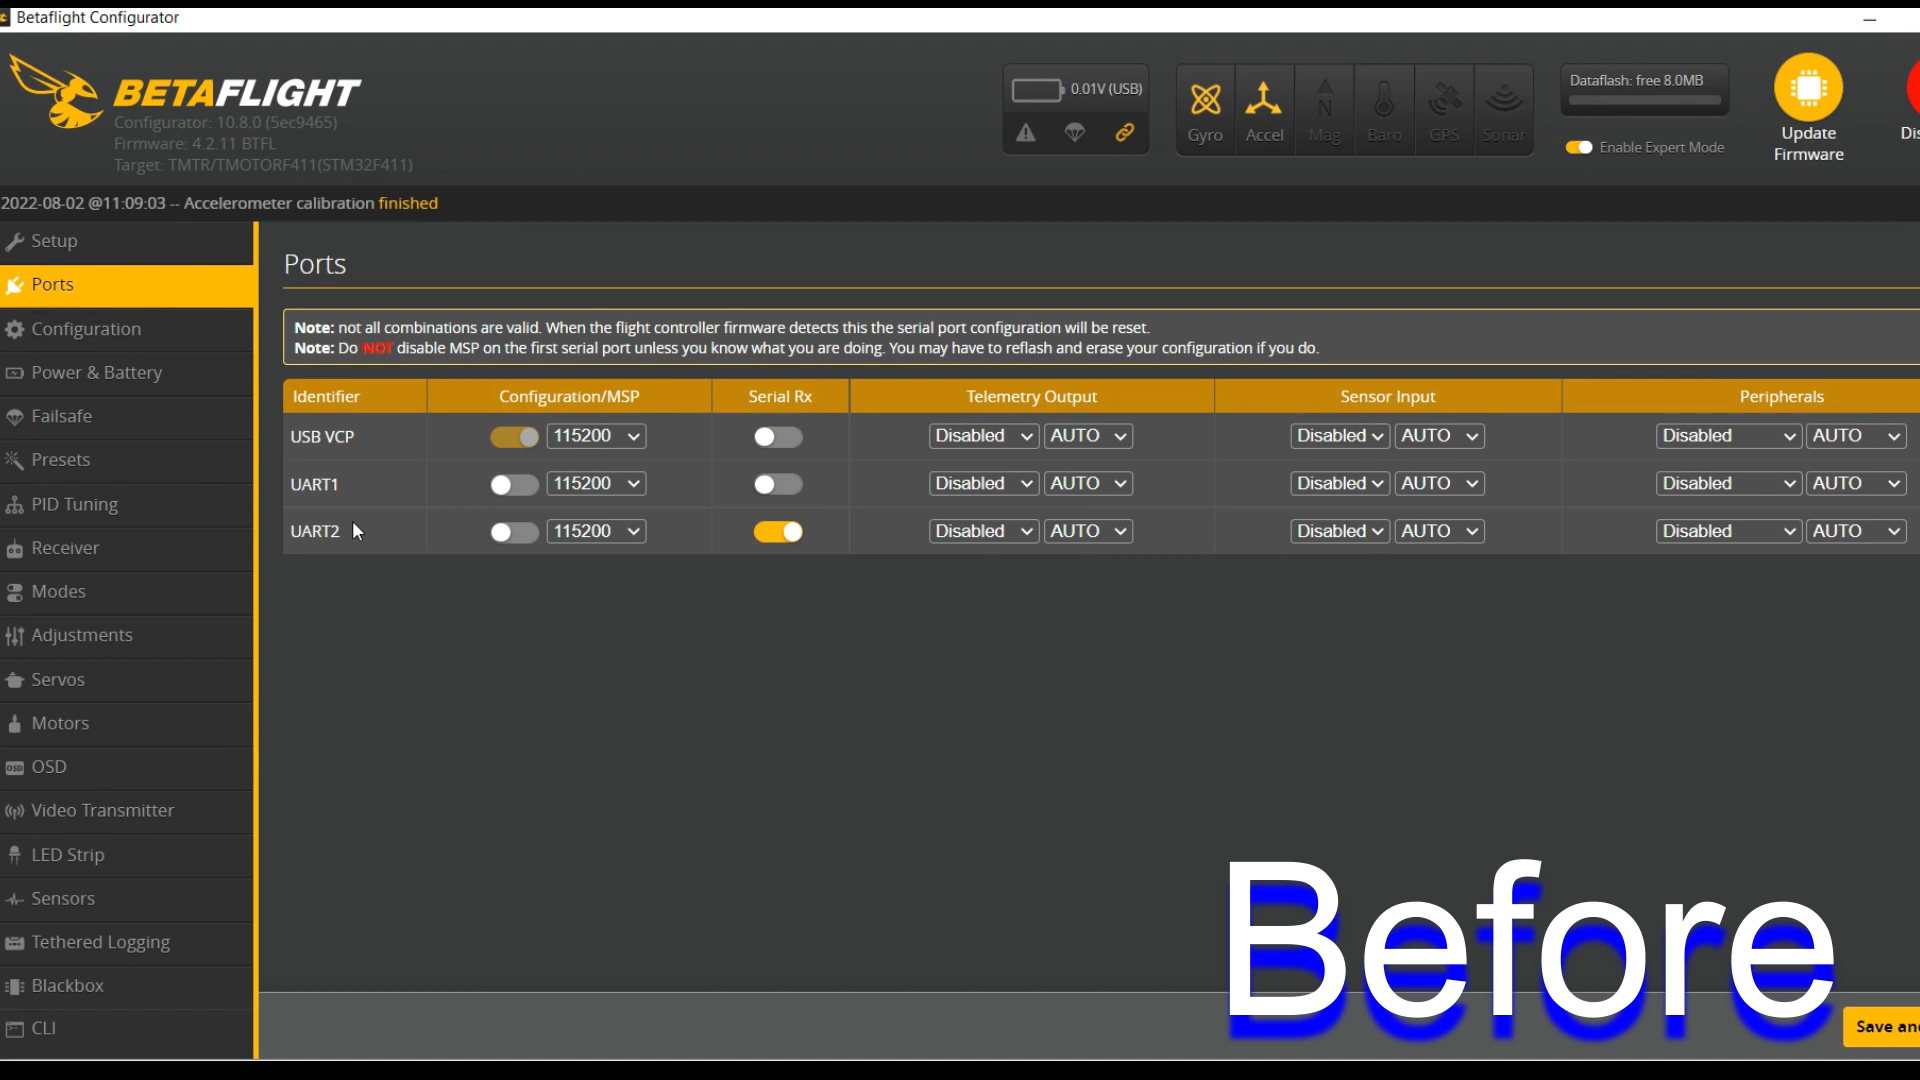 Betaflight Configurator
BETAFLIGHT
Configurator: 10.8.0 (5ec9465)
Firmware: 4.2.11 BTFL
Target: TMTR/TMOTORF411(STM32F411)
0.01V (USB)
Gyro
Accel
Mag
Baro
GPS
Sonar
Dataflash: free 8.0MB
Enable Expert Mode
Update
Firmware
Dis
2022-08-02 @11:09:03 -- Accelerometer calibration finished
Setup
Ports
Configuration
Power & Battery
Failsafe
Presets
PID Tuning
Receiver
Modes
Adjustments
Servos
Motors
OSD
Video Transmitter
LED Strip
Sensors
Tethered Logging
Blackbox
CLI
Ports
Note: not all combinations are valid. When the flight controller firmware detects this the serial port configuration will be reset.
Note: Do NOT disable MSP on the first serial port unless you know what you are doing. You may have to reflash and erase your configuration if you do.
Identifier Configuration/MSP Serial Rx Telemetry Output Sensor Input Peripherals
USB VCP 115200 Disabled AUTO Disabled AUTO Disabled AUTO
UART1 115200 Disabled AUTO Disabled AUTO Disabled AUTO
UART2 115200 Disabled AUTO Disabled AUTO Disabled AUTO
Before
Save an